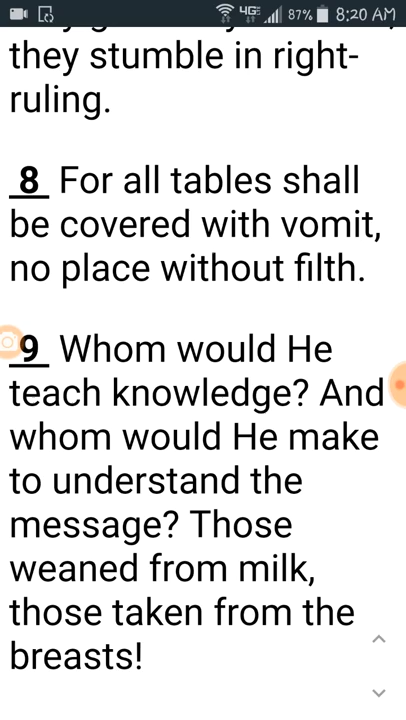 4G 87% 8:20 AM
they stumble in right-
ruling.
8 For all tables shall
be covered with vomit,
no place without filth.
9 Whom would He
teach knowledge? And
whom would He make
to understand the
message? Those
weaned from milk,
those taken from the
breasts!